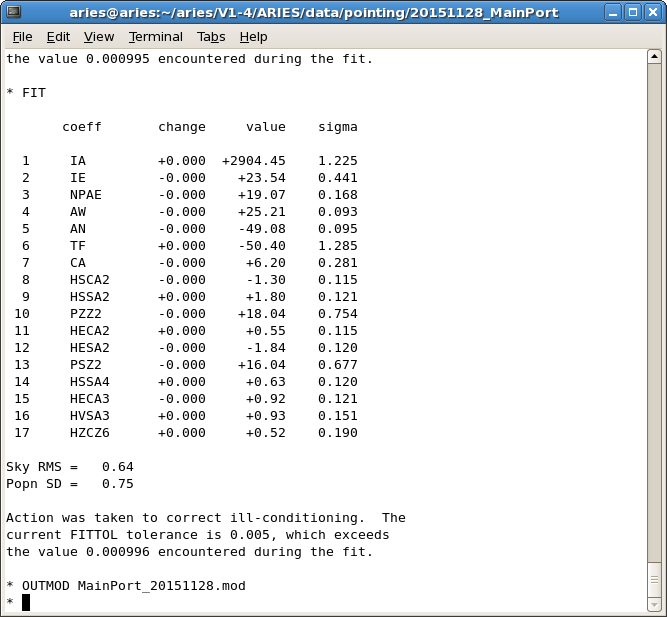 aries@aries:~/aries/V1-4/ARIES/data/pointing/20151128_MainPort
File Edit View Terminal Tabs Help
the value 0.000995 encountered during the fit.
* FIT
coeff change value sigma
1 IA +0.000 +2904.45 1.225
2 IE -0.000 +23.54 0.441
3 NPAE -0.000 +19.07 0.168
4 AW -0.000 +25.21 0.093
5 AN -0.000 -49.08 0.095
6 TF +0.000 -50.40 1.285
7 CA -0.000 +6.20 0.281
8 HSCA2 -0.000 -1.30 0.115
9 HSSA2 +0.000 +1.80 0.121
10 PZZ2 -0.000 +18.04 0.754
11 HECA2 +0.000 +0.55 0.115
12 HESA2 -0.000 -1.84 0.120
13 PSZ2 -0.000 +16.04 0.677
14 HSSA4 +0.000 +0.63 0.120
15 HECA3 -0.000 +0.92 0.121
16 HVSA3 +0.000 +0.93 0.151
17 HZCZ6 +0.000 +0.52 0.190
Sky RMS = 0.64
Popn SD = 0.75
Action was taken to correct ill-conditioning. The
current FITTOL tolerance is 0.005, which exceeds
the value 0.000996 encountered during the fit.
* OUTMOD MainPort_20151128.mod
*